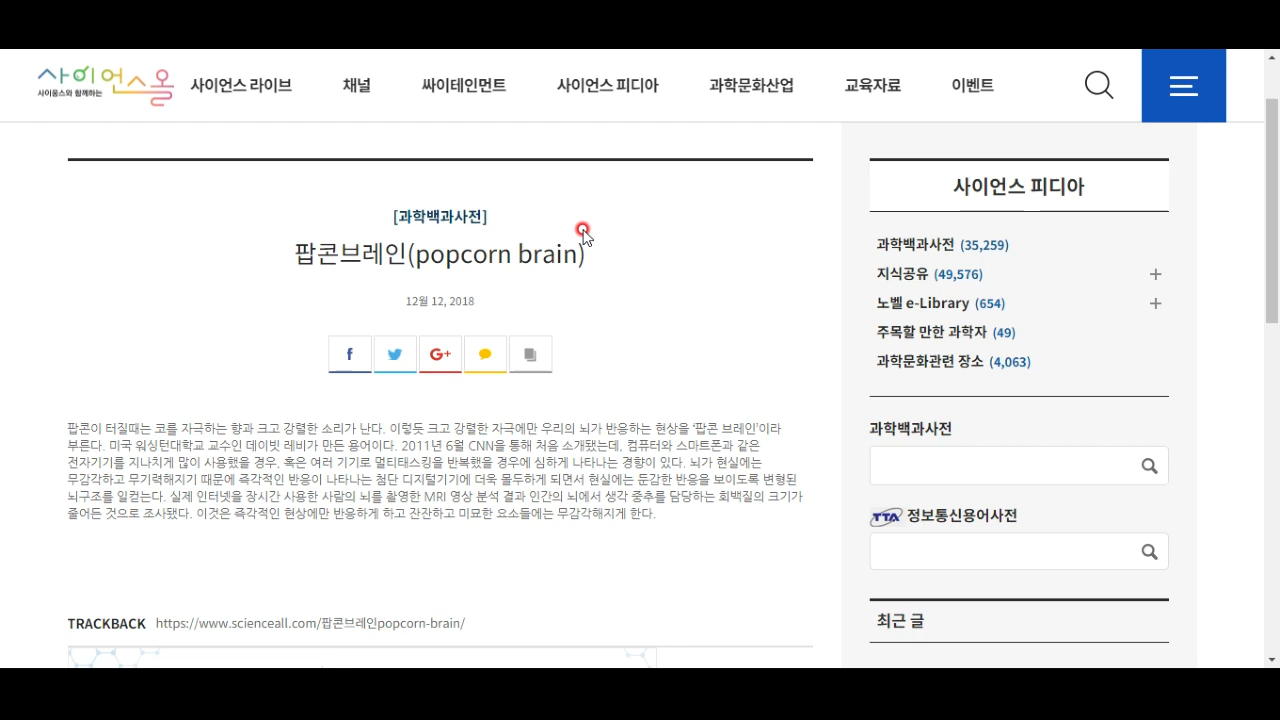 사이언스올
사이웅스와 함께하는
사이언스 라이브 채널 싸이테인먼트 사이언스 피디아 과학문화산업 교육자료 이벤트
[과학백과사전]
팝콘브레인(popcorn brain)
12월 12, 2018
f G+
팝콘이 터질때는 코를 자극하는 향과 크고 강렬한 소리가 난다. 이렇듯 크고 강렬한 자극에만 우리의 뇌가 반응하는 현상을 '팝콘 브레인'이라
부른다. 미국 워싱턴대학교 교수인 데이빗 레비가 만든 용어이다. 2011년 6월 CNN을 통해 처음 소개됐는데, 컴퓨터와 스마트폰과 같은
전자기기를 지나치게 많이 사용했을 경우, 혹은 여러 기기로 멀티태스킹을 반복했을 경우에 심하게 나타나는 경향이 있다. 뇌가 현실에는
무감각하고 무기력해지기 때문에 즉각적인 반응이 나타나는 첨단 디지털기기에 더욱 몰두하게 되면서 현실에는 둔감한 반응을 보이도록 변형된
뇌구조를 일컫는다. 실제 인터넷을 장시간 사용한 사람의 뇌를 촬영한 MRI 영상 분석 결과 인간의 뇌에서 생각 중추를 담당하는 회백질의 크기가
줄어든 것으로 조사됐다. 이것은 즉각적인 현상에만 반응하게 하고 잔잔하고 미묘한 요소들에는 무감각해지게 한다.
TRACKBACK https://www.scienceall.com/팝콘브레인popcorn-brain/
사이언스 피디아
과학백과사전 (35,259)
지식공유 (49,576) +
노벨 e-Library (654) +
주목할 만한 과학자 (49)
과학문화관련 장소 (4,063)
과학백과사전
TTA 정보통신용어사전
최근 글